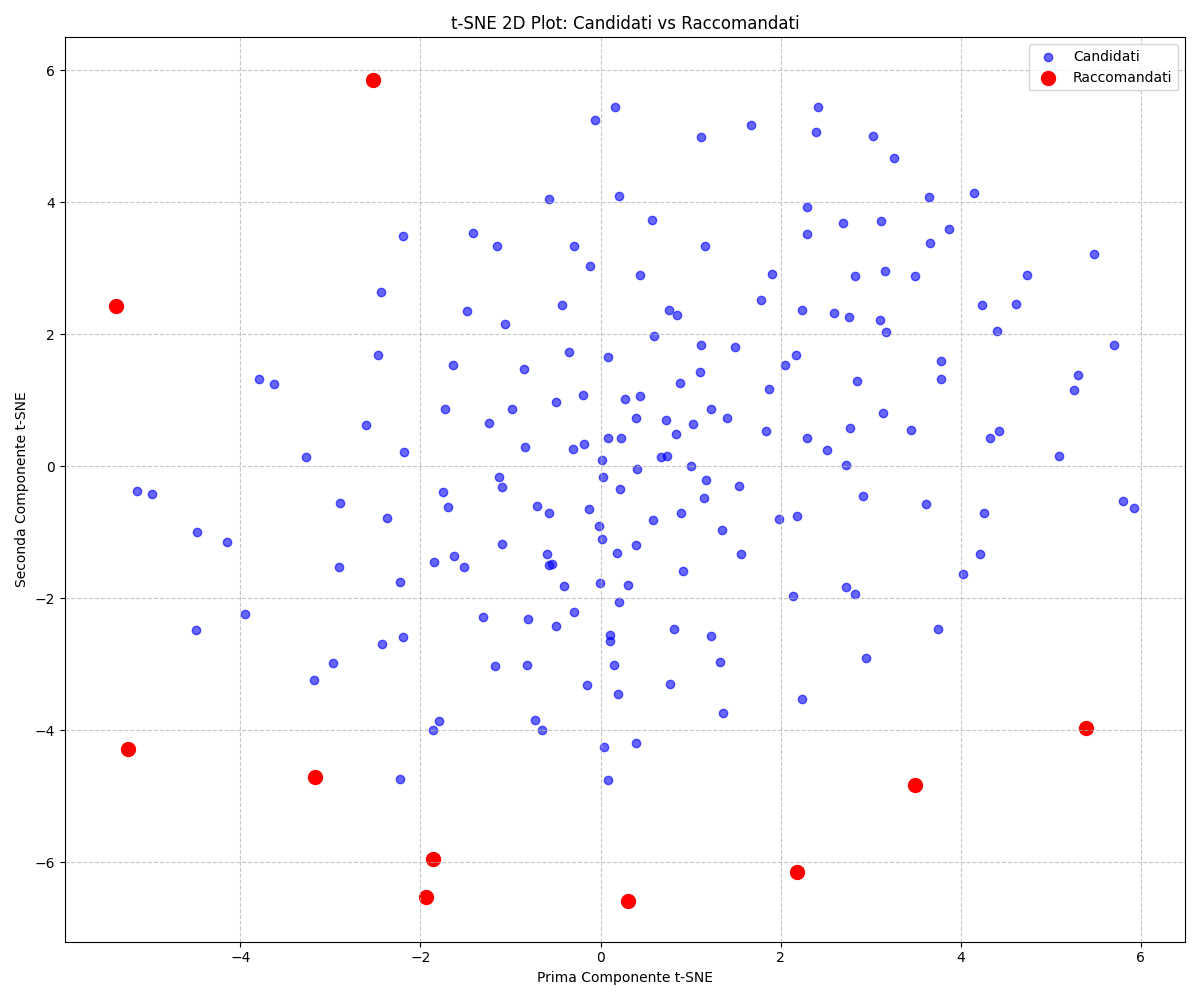 t-SNE 2D Plot: Candidati vs Raccomandati
Candidati
Raccomandati
6
4
2
0
−2
−4
−6
Seconda Componente t-SNE
−4
−2
0
2
4
6
Prima Componente t-SNE